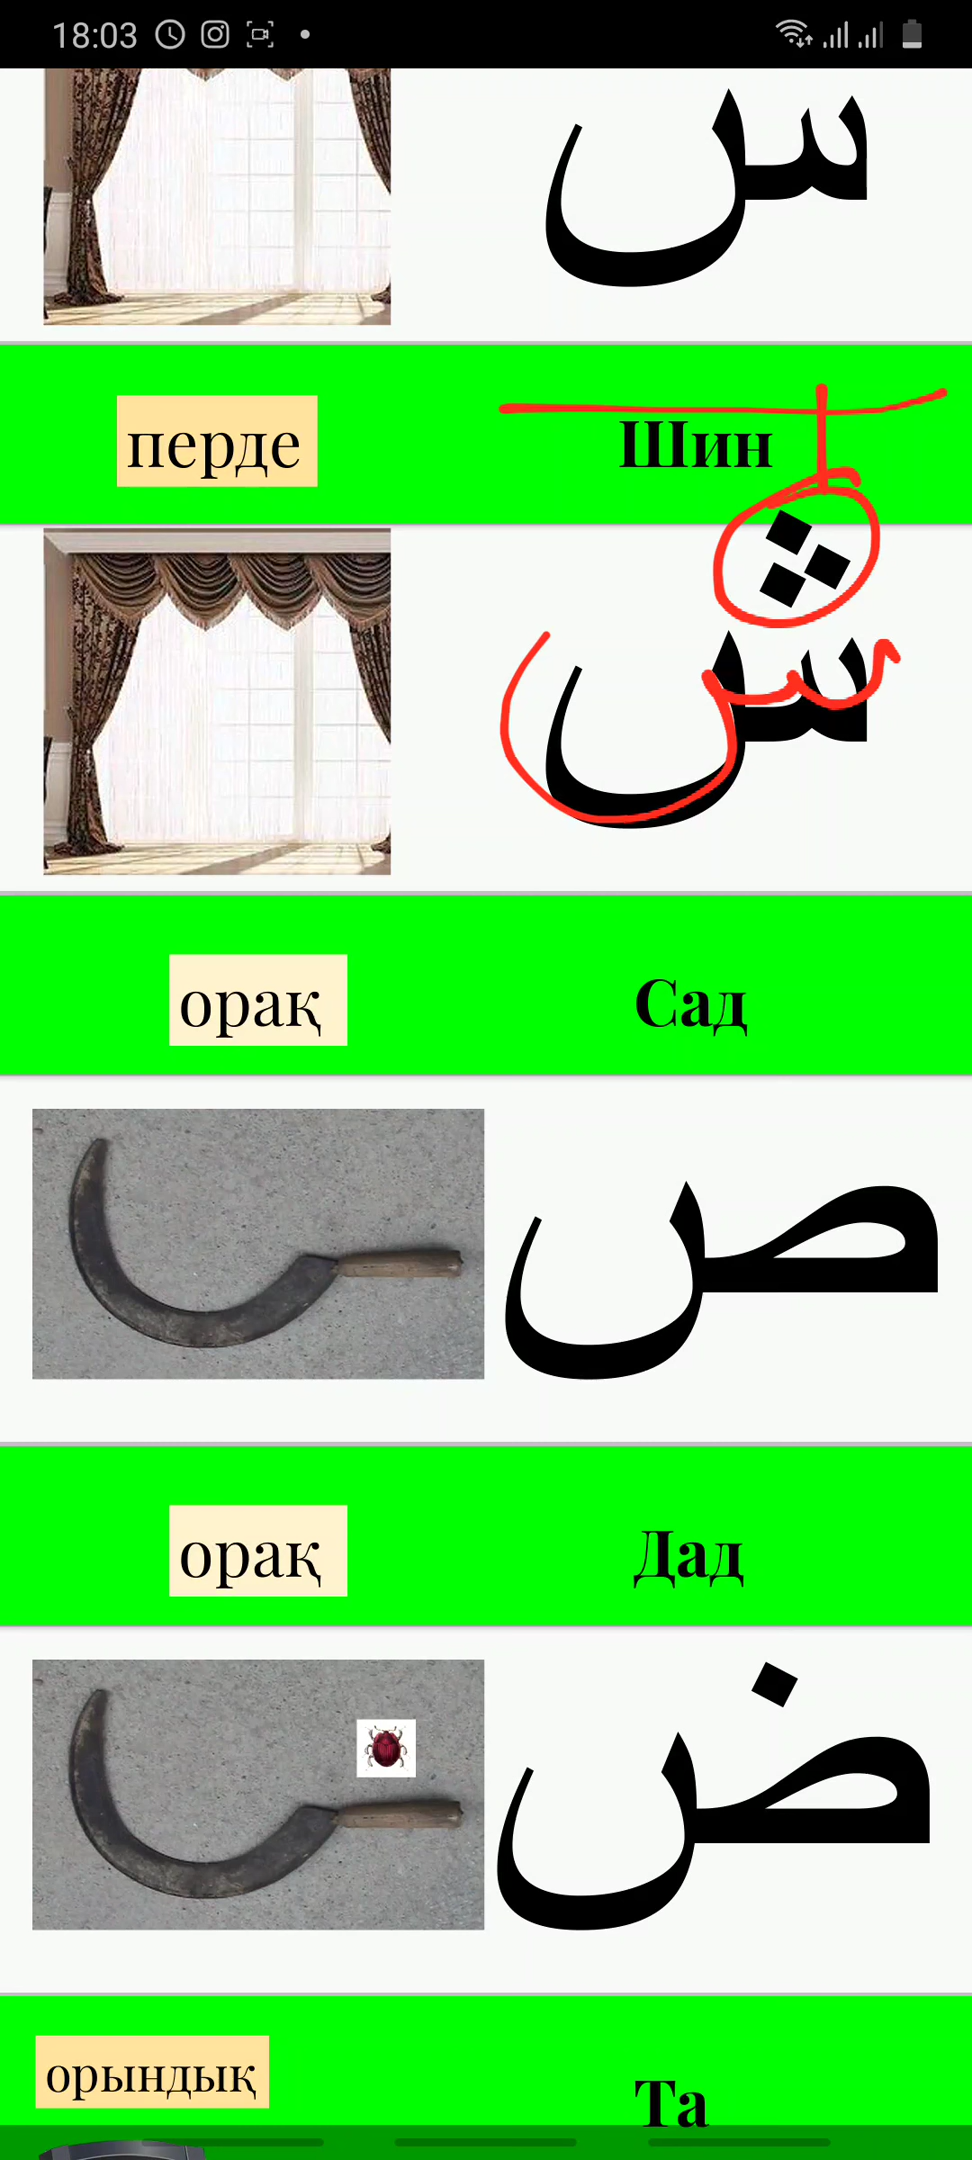 18:03
س
перде Шин
ش
орақ Сад
ص
орақ Дад
ض
орындық Та